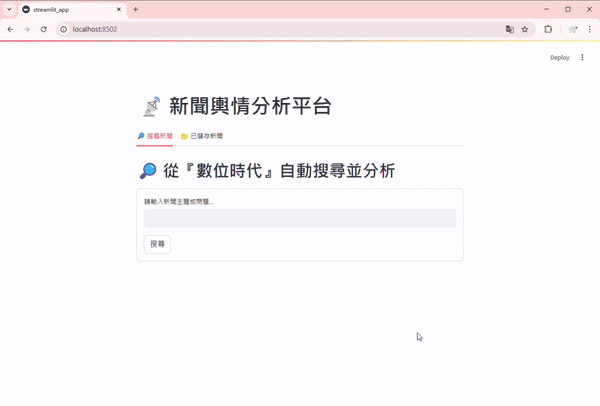 streamlit_app
localhost:8502
Deploy
新聞輿情分析平台
搜尋新聞 已儲存新聞
從『數位時代』自動搜尋並分析
請輸入新聞主題或問題...
搜尋